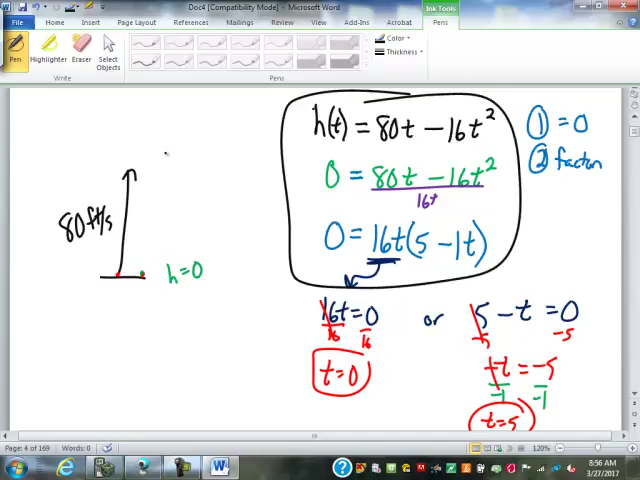 Doc4 [Compatibility Mode] - Microsoft Word
Ink Tools
File Home Insert Page Layout References Mailings Review View Add-Ins Acrobat Pens
Pen Highlighter Eraser Select Objects
Color
Thickness
Write Pens
h(t) = 80t - 16t²
① = 0
0 = 80t - 16t²
16t
② factor
80 ft/s
0 = 16t(5 - 1t)
h=0
16t = 0 or 5 - t = 0
16 16 -5 -5
-t = -5
-1 -1
t=0
t=5
Page: 4 of 169 Words: 0 120%
8:56 AM
3/27/2017